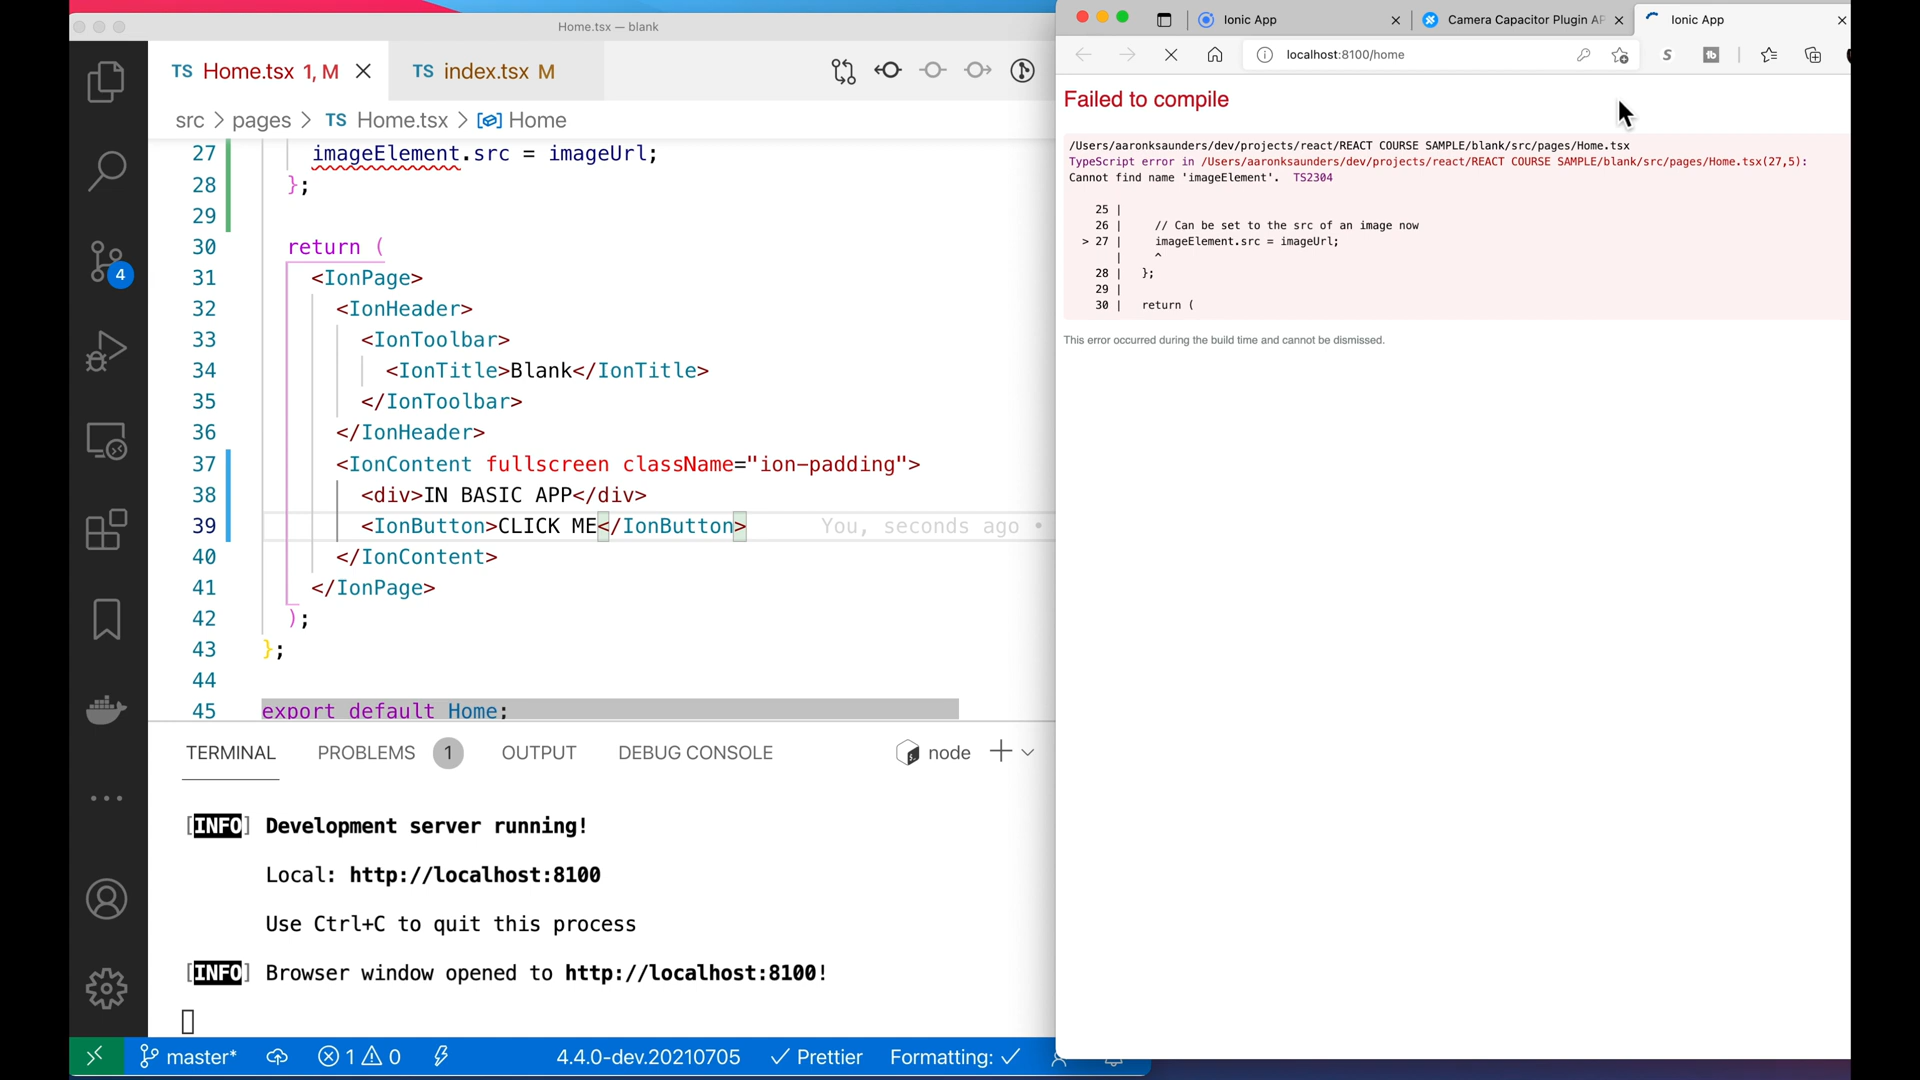 Home.tsx — blank
TS Home.tsx 1, M
TS index.tsx M
src > pages > TS Home.tsx > Home
27 imageElement.src = imageUrl;
28 };
29
30 return (
31 <IonPage>
32 <IonHeader>
33 <IonToolbar>
34 <IonTitle>Blank</IonTitle>
35 </IonToolbar>
36 </IonHeader>
37 <IonContent fullscreen className="ion-padding">
38 <div>IN BASIC APP</div>
39 <IonButton>CLICK ME</IonButton> You, seconds ago •
40 </IonContent>
41 </IonPage>
42 );
43 };
44
45 export default Home;
4
TERMINAL PROBLEMS 1 OUTPUT DEBUG CONSOLE node
[INFO] Development server running!
Local: http://localhost:8100
Use Ctrl+C to quit this process
[INFO] Browser window opened to http://localhost:8100!
master* 1 0 4.4.0-dev.20210705 Prettier Formatting:
Ionic App
Camera Capacitor Plugin AP
Ionic App
localhost:8100/home
Failed to compile
/Users/aaronksaunders/dev/projects/react/REACT COURSE SAMPLE/blank/src/pages/Home.tsx
TypeScript error in /Users/aaronksaunders/dev/projects/react/REACT COURSE SAMPLE/blank/src/pages/Home.tsx(27,5):
Cannot find name 'imageElement'. TS2304
25 |
26 | // Can be set to the src of an image now
> 27 | imageElement.src = imageUrl;
| ^
28 | };
29 |
30 | return (
This error occurred during the build time and cannot be dismissed.